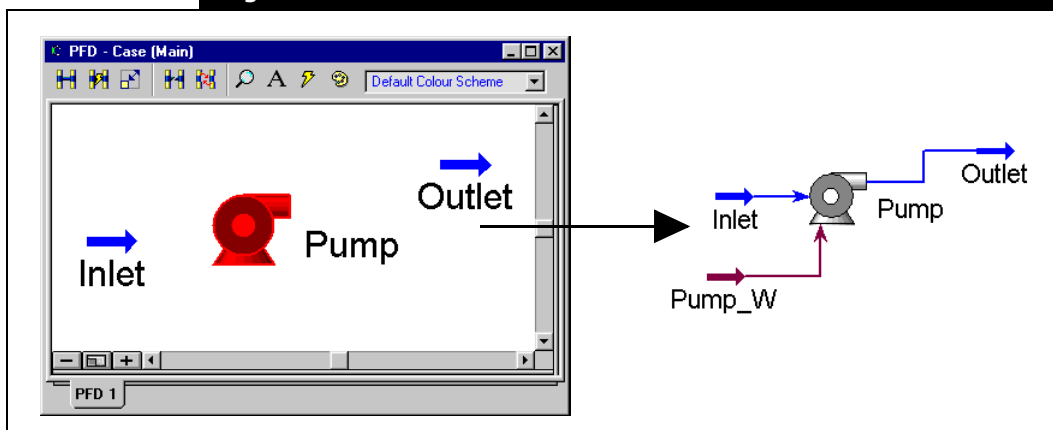 PFD - Case (Main)
A
Default Colour Scheme
Inlet
Pump
Outlet
PFD 1
Inlet
Pump
Outlet
Pump_W